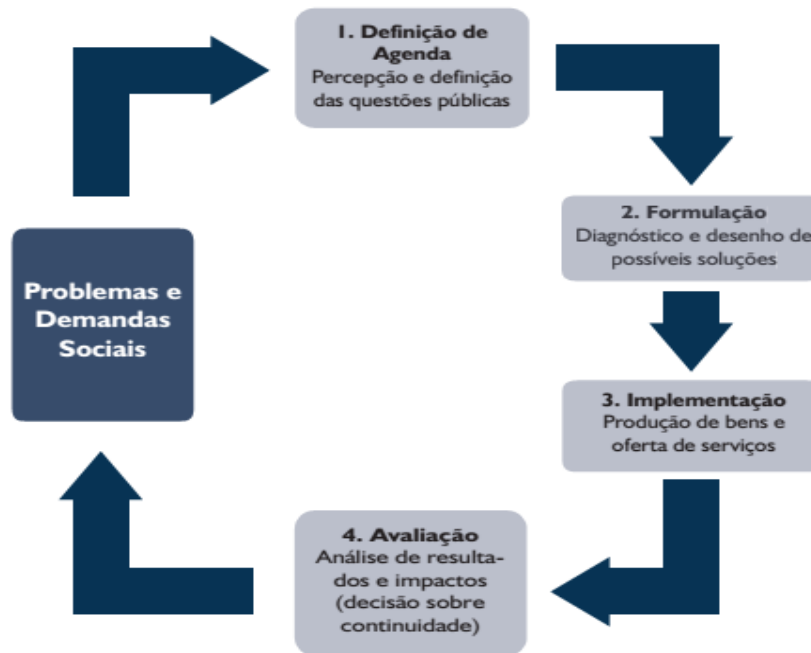 1. Definição de
Agenda
Percepção e definição
das questões públicas
2. Formulação
Diagnóstico e desenho de
possíveis soluções
Problemas e
Demandas
Sociais
3. Implementação
Produção de bens e
oferta de serviços
4. Avaliação
Análise de resulta-
dos e impactos
(decisão sobre
continuidade)